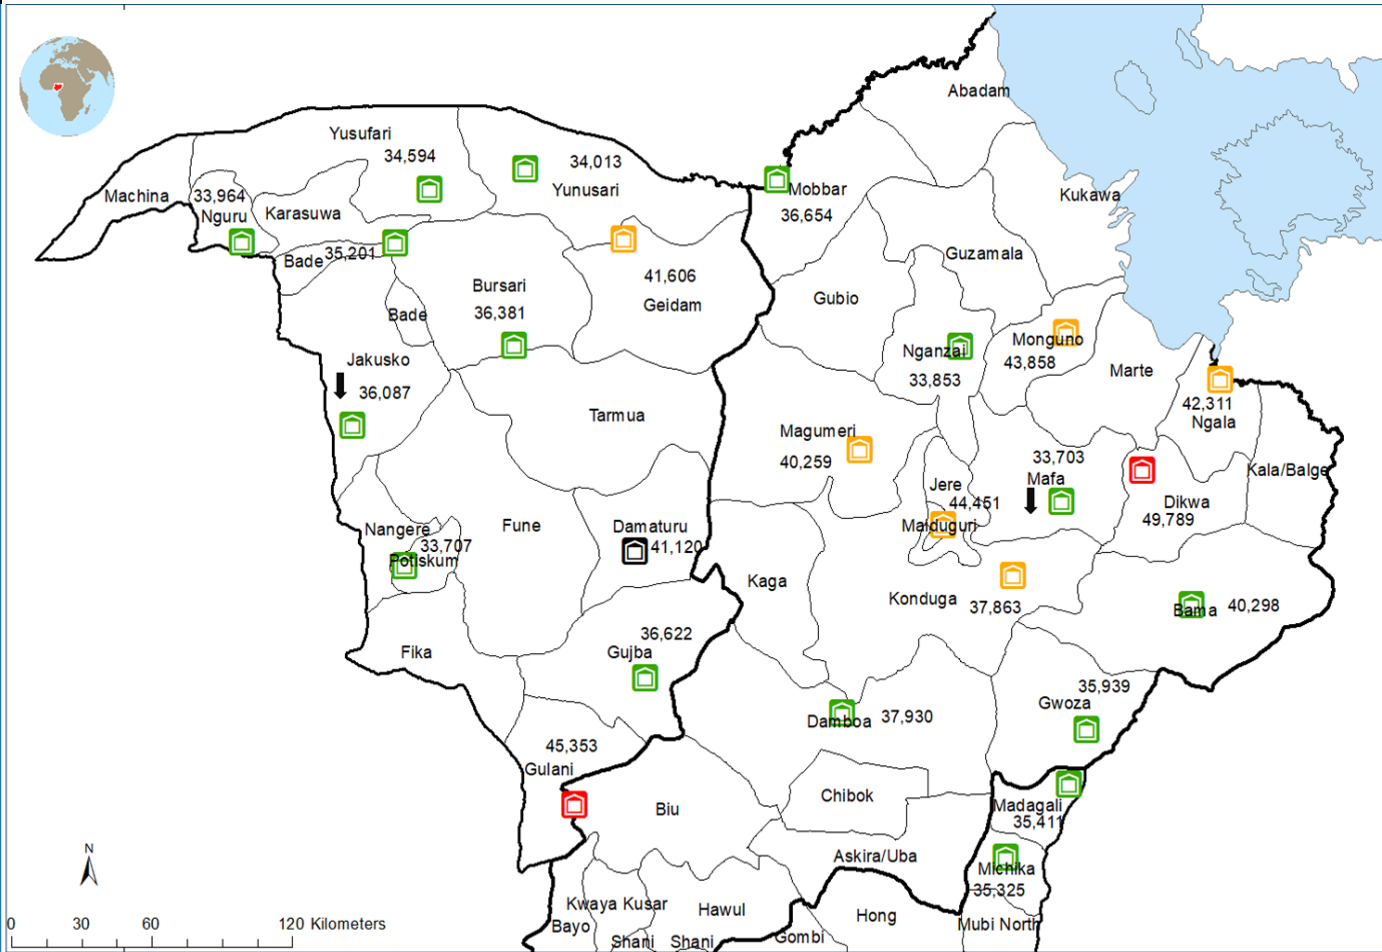 Abadam
Yusufari
34,594
34,013
Yunusari
Machina
33,964
Nguru
Karasuwa
Mobbar
36,654
Kukawa
Bade
35,201
Guzamala
Bursari
36,381
41,606
Geidam
Gubio
Bade
Nganzai
33,853
Monguno
43,858
Marte
Jakusko
36,087
42,311
Ngala
Tarmua
Magumeri
40,259
33,703
Mafa
Kala/Balge
Jere
44,451
Maiduguri
Dikwa
49,789
Nangere
33,707
Potiskum
Fune
Damaturu
41,120
Kaga
Konduga
37,863
Bama
40,298
36,622
Gujba
Fika
35,939
Gwoza
Damboa
37,930
45,353
Gulani
Biu
Chibok
Madagali
35,411
Askira/Uba
Michika
35,325
N
Kwaya Kusar
Bayo
Hawul
Hong
Mubi North
Shani
Shani
Gombi
0 30 60 120 Kilometers